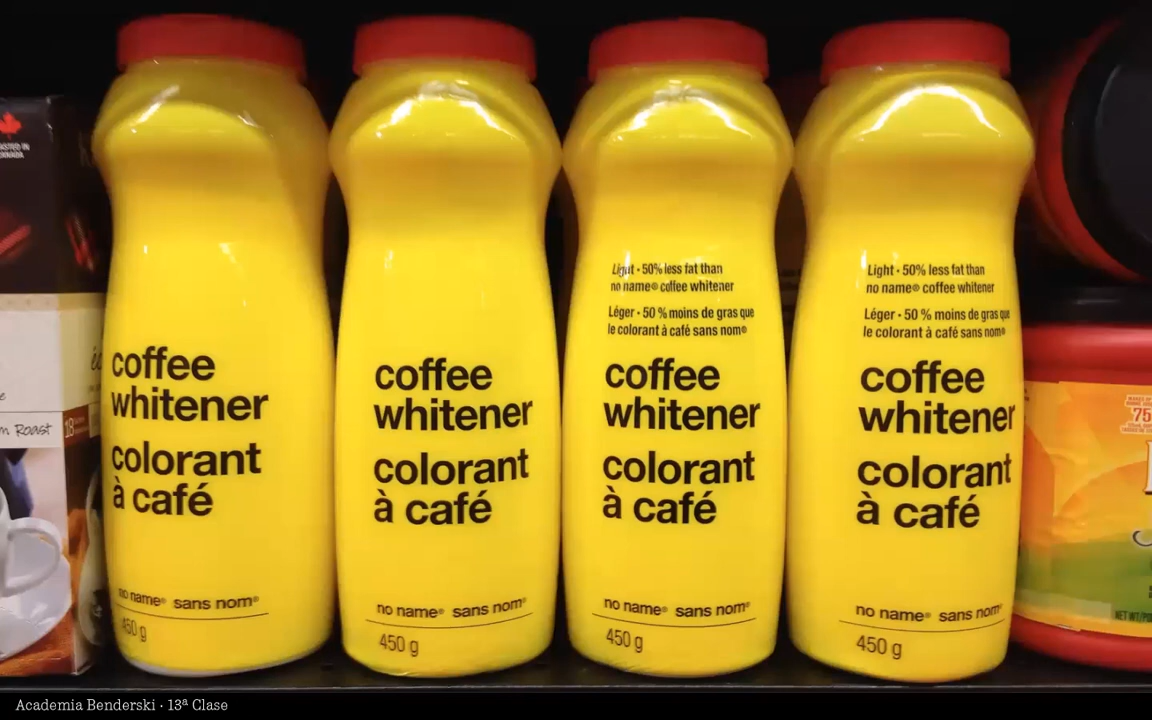 coffee
whitener
colorant
à café
no name® sans nom®
450 g
coffee
whitener
colorant
à café
no name® sans nom®
450 g
Light • 50% less fat than
no name® coffee whitener
Léger • 50 % moins de gras que
le colorant à café sans nom®
coffee
whitener
colorant
à café
no name® sans nom®
450 g
Light • 50% less fat than
no name® coffee whitener
Léger • 50 % moins de gras que
le colorant à café sans nom®
coffee
whitener
colorant
à café
no name® sans nom®
450 g
Roast
18
75
Academia Benderski · 13ª Clase